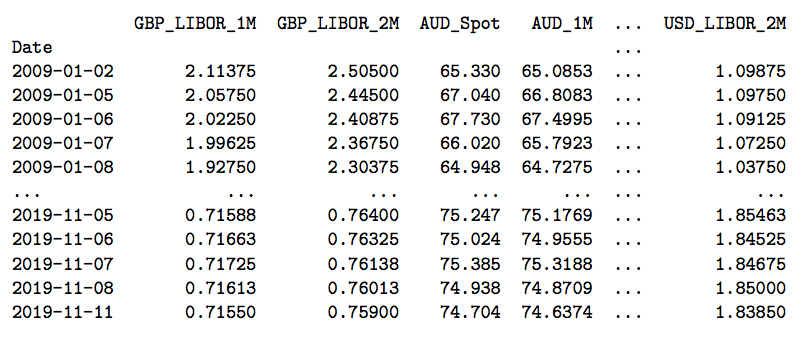 GBP_LIBOR_1M GBP_LIBOR_2M AUD_Spot AUD_1M ... USD_LIBOR_2M
Date ...
2009-01-02 2.11375 2.50500 65.330 65.0853 ... 1.09875
2009-01-05 2.05750 2.44500 67.040 66.8083 ... 1.09750
2009-01-06 2.02250 2.40875 67.730 67.4995 ... 1.09125
2009-01-07 1.99625 2.36750 66.020 65.7923 ... 1.07250
2009-01-08 1.92750 2.30375 64.948 64.7275 ... 1.03750
... ... ... ... ... ... ...
2019-11-05 0.71588 0.76400 75.247 75.1769 ... 1.85463
2019-11-06 0.71663 0.76325 75.024 74.9555 ... 1.84525
2019-11-07 0.71725 0.76138 75.385 75.3188 ... 1.84675
2019-11-08 0.71613 0.76013 74.938 74.8709 ... 1.85000
2019-11-11 0.71550 0.75900 74.704 74.6374 ... 1.83850